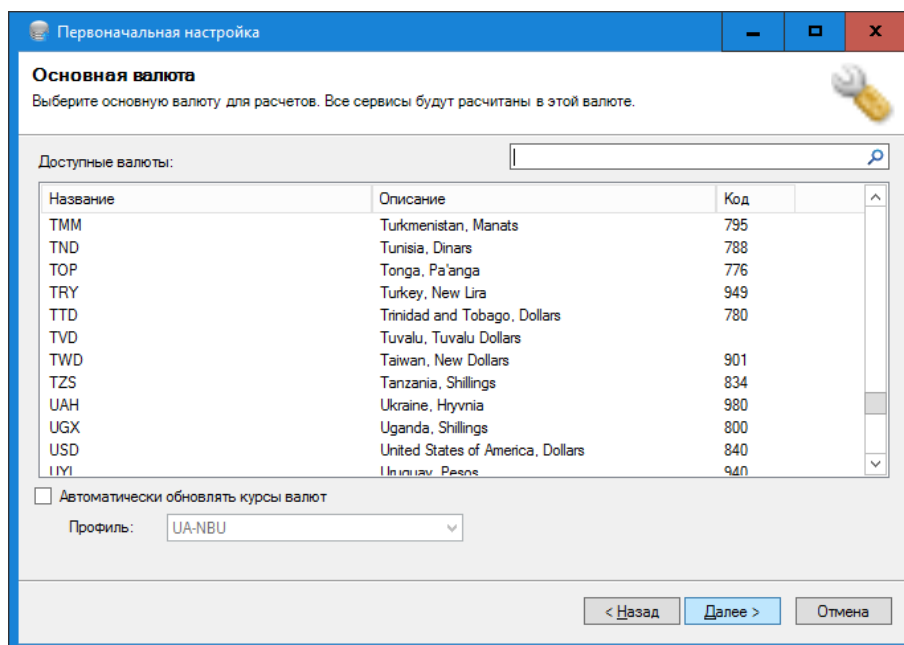 Первоначальная настройка
Основная валюта
Выберите основную валюту для расчетов. Все сервисы будут расчитаны в этой валюте.
Доступные валюты:
Название Описание Код
TMM Turkmenistan, Manats 795
TND Tunisia, Dinars 788
TOP Tonga, Pa'anga 776
TRY Turkey, New Lira 949
TTD Trinidad and Tobago, Dollars 780
TVD Tuvalu, Tuvalu Dollars
TWD Taiwan, New Dollars 901
TZS Tanzania, Shillings 834
UAH Ukraine, Hryvnia 980
UGX Uganda, Shillings 800
USD United States of America, Dollars 840
UYI Uruguay, Pesos 940
Автоматически обновлять курсы валют
Профиль: UA-NBU
< Назад Далее > Отмена